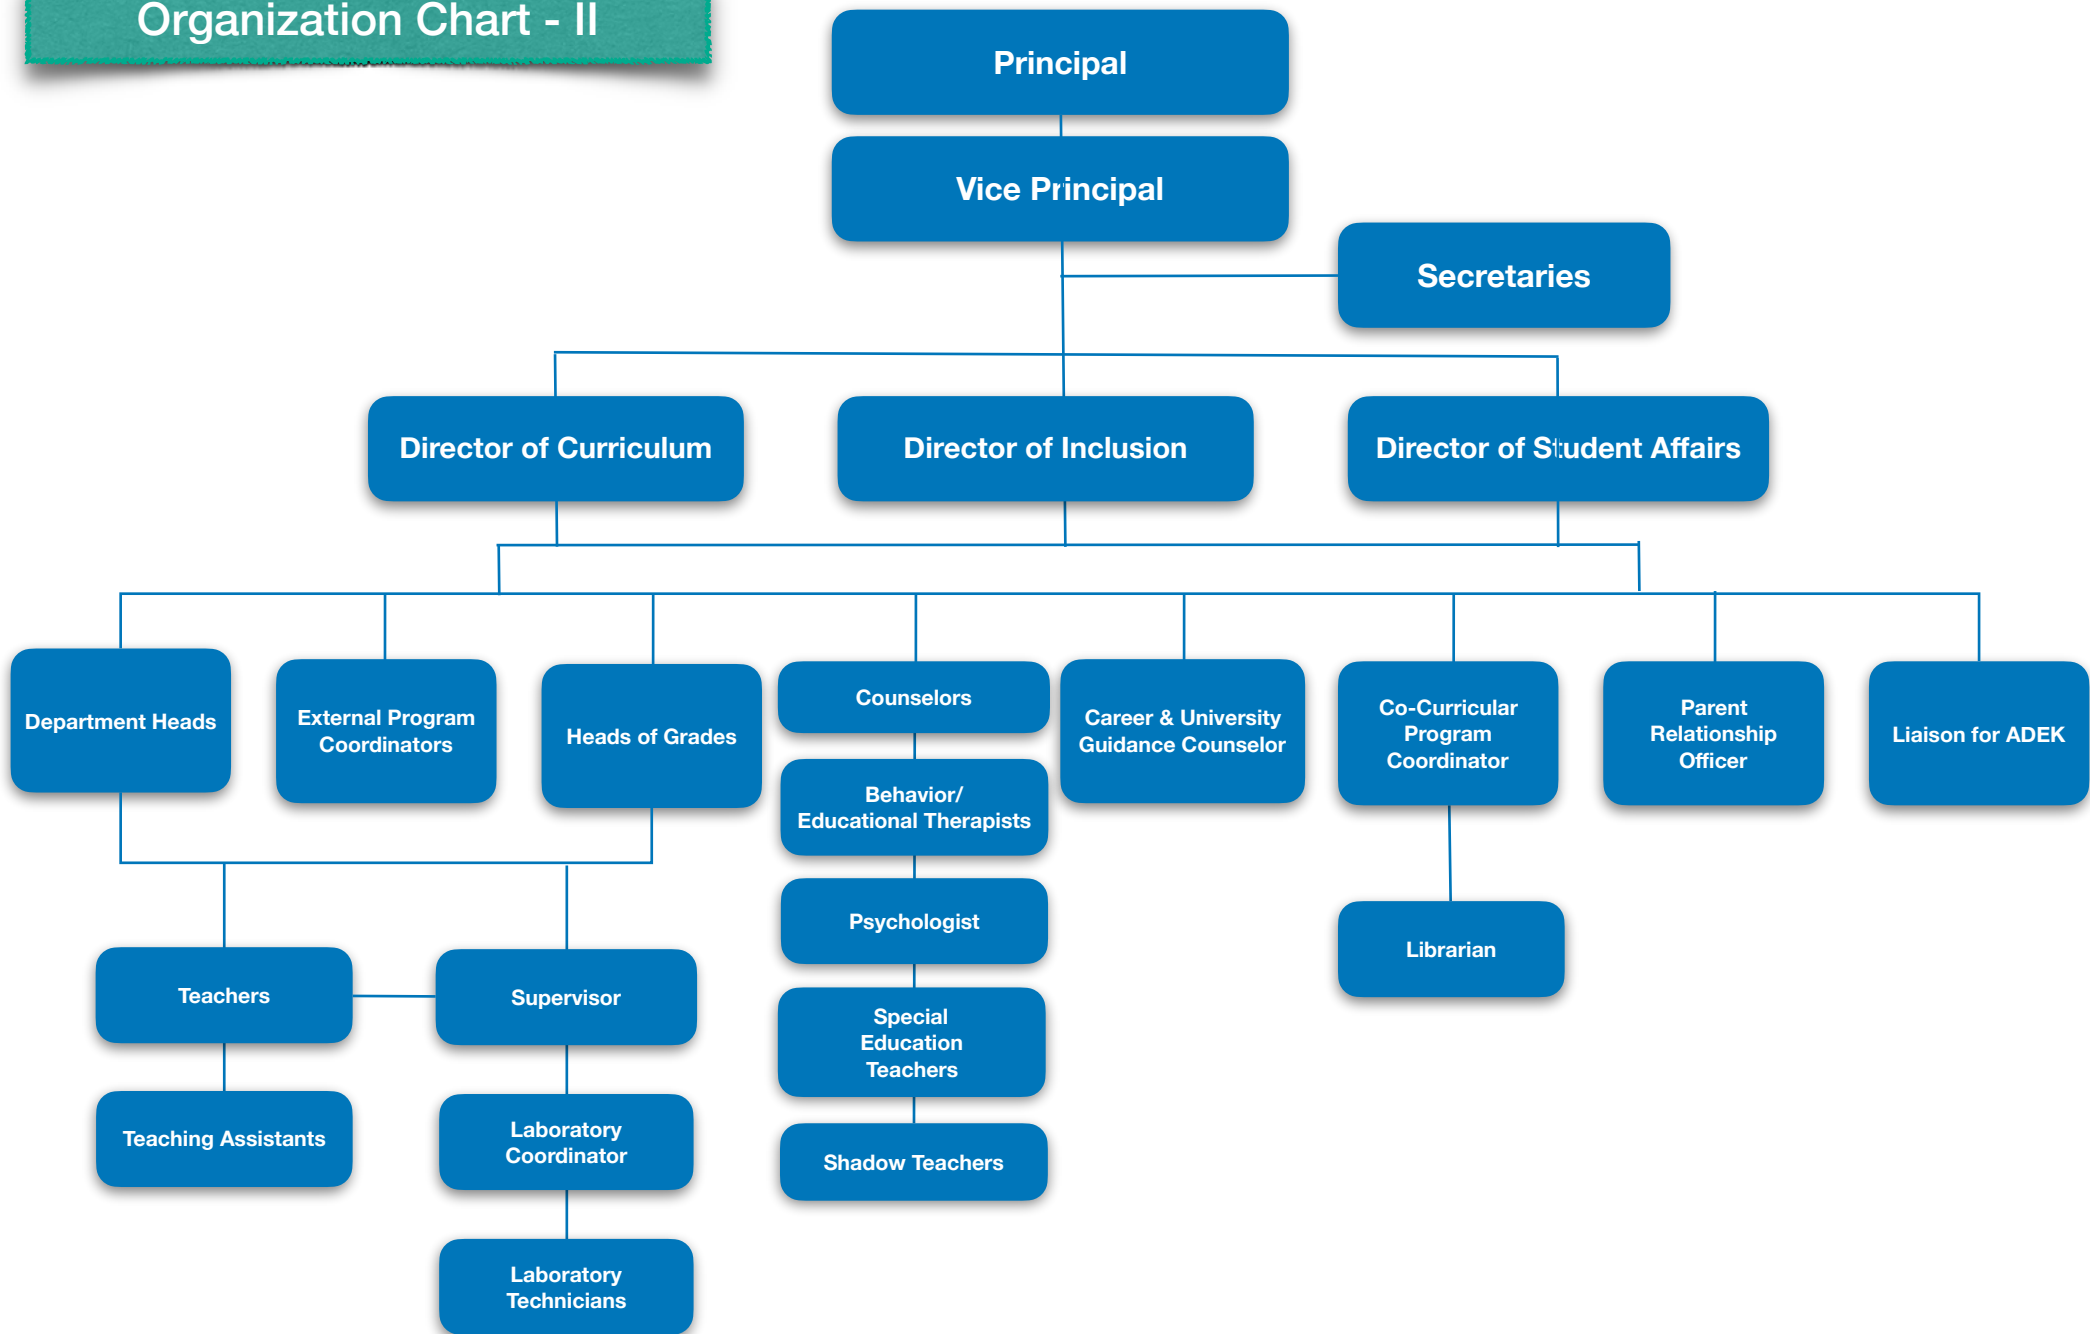 Organization Chart - II
Principal
Vice Principal
Secretaries
Director of Curriculum
Director of Inclusion
Director of Student Affairs
Department Heads
External Program
Coordinators
Heads of Grades
Counselors
Career & University
Guidance Counselor
Co-Curricular
Program
Coordinator
Parent
Relationship
Officer
Liaison for ADEK
Behavior/
Educational Therapists
Psychologist
Librarian
Teachers
Supervisor
Special
Education
Teachers
Teaching Assistants
Laboratory
Coordinator
Shadow Teachers
Laboratory
Technicians